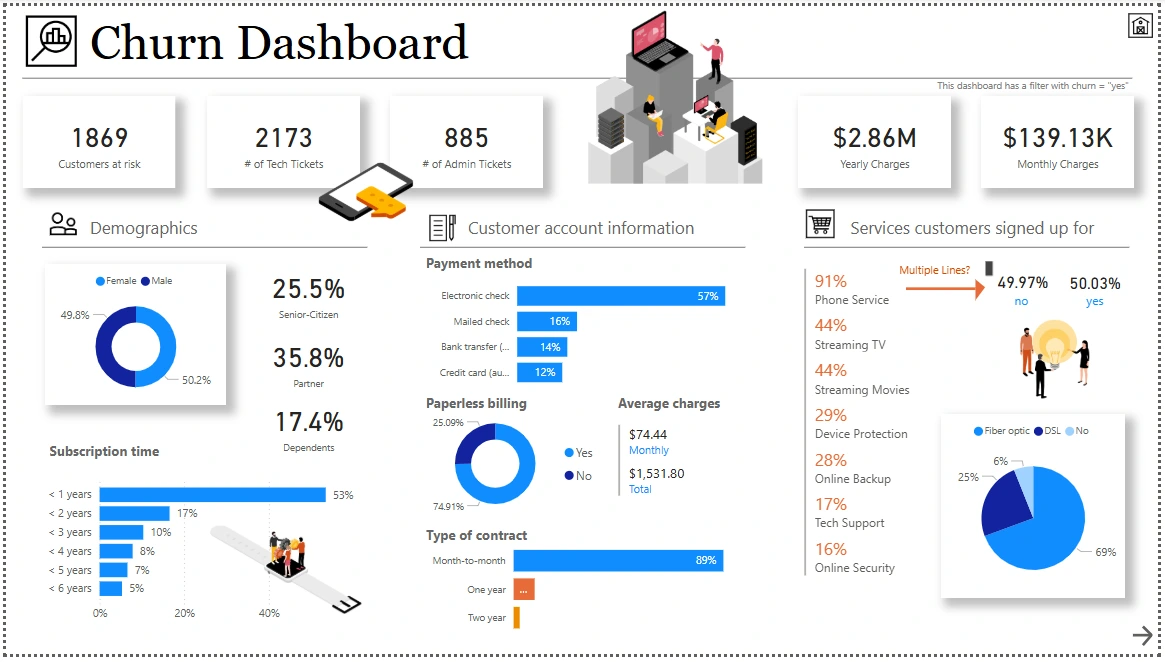 Churn Dashboard
This dashboard has a filter with churn = "yes"
1869
Customers at risk
2173
# of Tech Tickets
885
# of Admin Tickets
$2.86M
Yearly Charges
$139.13K
Monthly Charges
Demographics
Female Male
49.8%
50.2%
25.5%
Senior-Citizen
35.8%
Partner
17.4%
Dependents
Subscription time
< 1 years 53%
< 2 years 17%
< 3 years 10%
< 4 years 8%
< 5 years 7%
< 6 years 5%
0% 20% 40%
Customer account information
Payment method
Electronic check 57%
Mailed check 16%
Bank transfer (... 14%
Credit card (au... 12%
Paperless billing
25.09%
74.91%
Yes
No
Average charges
$74.44
Monthly
$1,531.80
Total
Type of contract
Month-to-month 89%
One year ...
Two year
Services customers signed up for
91%
Phone Service
44%
Streaming TV
44%
Streaming Movies
29%
Device Protection
28%
Online Backup
17%
Tech Support
16%
Online Security
Multiple Lines?
49.97%
no
50.03%
yes
Fiber optic DSL No
6%
25%
69%